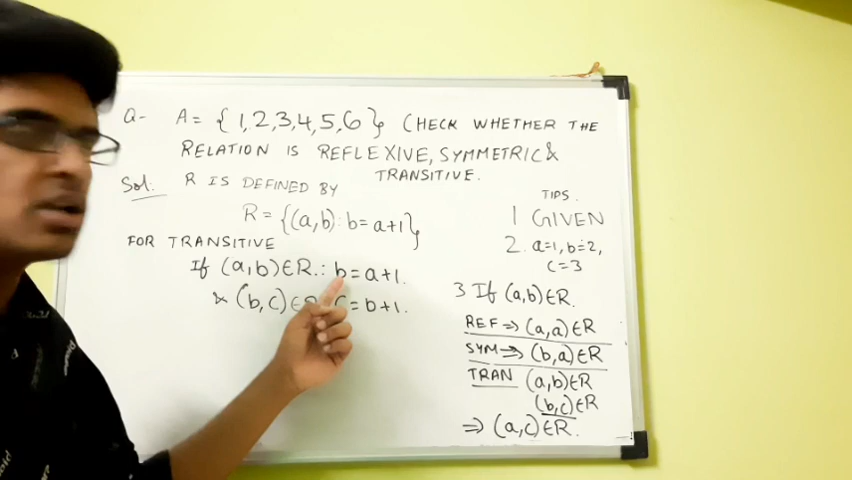 Q- A= {1,2,3,4,5,6} CHECK WHETHER THE
RELATION IS REFLEXIVE, SYMMETRIC &
TRANSITIVE.
Sol: R IS DEFINED BY
R = {(a,b) : b = a+1}
FOR TRANSITIVE
If (a,b) ∈ R ∴ b = a+1.
& (b,c) ∈ = b+1.
TIPS.
1 GIVEN
2. a=1, b=2,
c=3
3 If (a,b) ∈ R.
REF ⇒ (a,a) ∈ R
SYM ⇒ (b,a) ∈ R
TRAN (a,b) ∈ R
(b,c) ∈ R
⇒ (a,c) ∈ R.